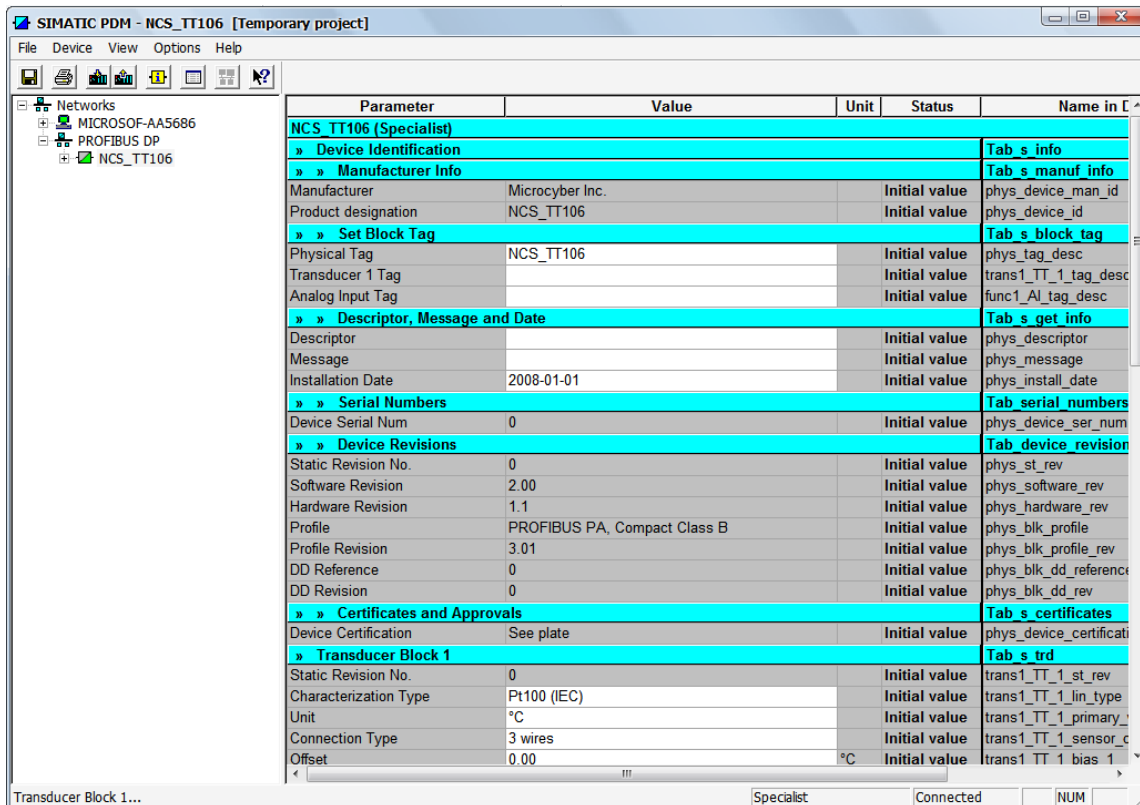 SIMATIC PDM - NCS_TT106 [Temporary project]
File Device View Options Help
Networks
MICROSOF-AA5686
PROFIBUS DP
NCS_TT106
Parameter Value Unit Status Name in D
NCS_TT106 (Specialist)
» Device Identification Tab_s_info
» » Manufacturer Info Tab_s_manuf_info
Manufacturer Microcyber Inc. Initial value phys_device_man_id
Product designation NCS_TT106 Initial value phys_device_id
» » Set Block Tag Tab_s_block_tag
Physical Tag NCS_TT106 Initial value phys_tag_desc
Transducer 1 Tag Initial value trans1_TT_1_tag_desc
Analog Input Tag Initial value func1_AI_tag_desc
» » Descriptor, Message and Date Tab_s_get_info
Descriptor Initial value phys_descriptor
Message Initial value phys_message
Installation Date 2008-01-01 Initial value phys_install_date
» » Serial Numbers Tab_serial_numbers
Device Serial Num 0 Initial value phys_device_ser_num
» » Device Revisions Tab_device_revision
Static Revision No. 0 Initial value phys_st_rev
Software Revision 2.00 Initial value phys_software_rev
Hardware Revision 1.1 Initial value phys_hardware_rev
Profile PROFIBUS PA, Compact Class B Initial value phys_blk_profile
Profile Revision 3.01 Initial value phys_blk_profile_rev
DD Reference 0 Initial value phys_blk_dd_reference
DD Revision 0 Initial value phys_blk_dd_rev
» » Certificates and Approvals Tab_s_certificates
Device Certification See plate Initial value phys_device_certificati
» Transducer Block 1 Tab_s_trd
Static Revision No. 0 Initial value trans1_TT_1_st_rev
Characterization Type Pt100 (IEC) Initial value trans1_TT_1_lin_type
Unit °C Initial value trans1_TT_1_primary_v
Connection Type 3 wires Initial value trans1_TT_1_sensor_c
Offset 0.00 °C Initial value trans1_TT_1_bias_1
Transducer Block 1... Specialist Connected NUM